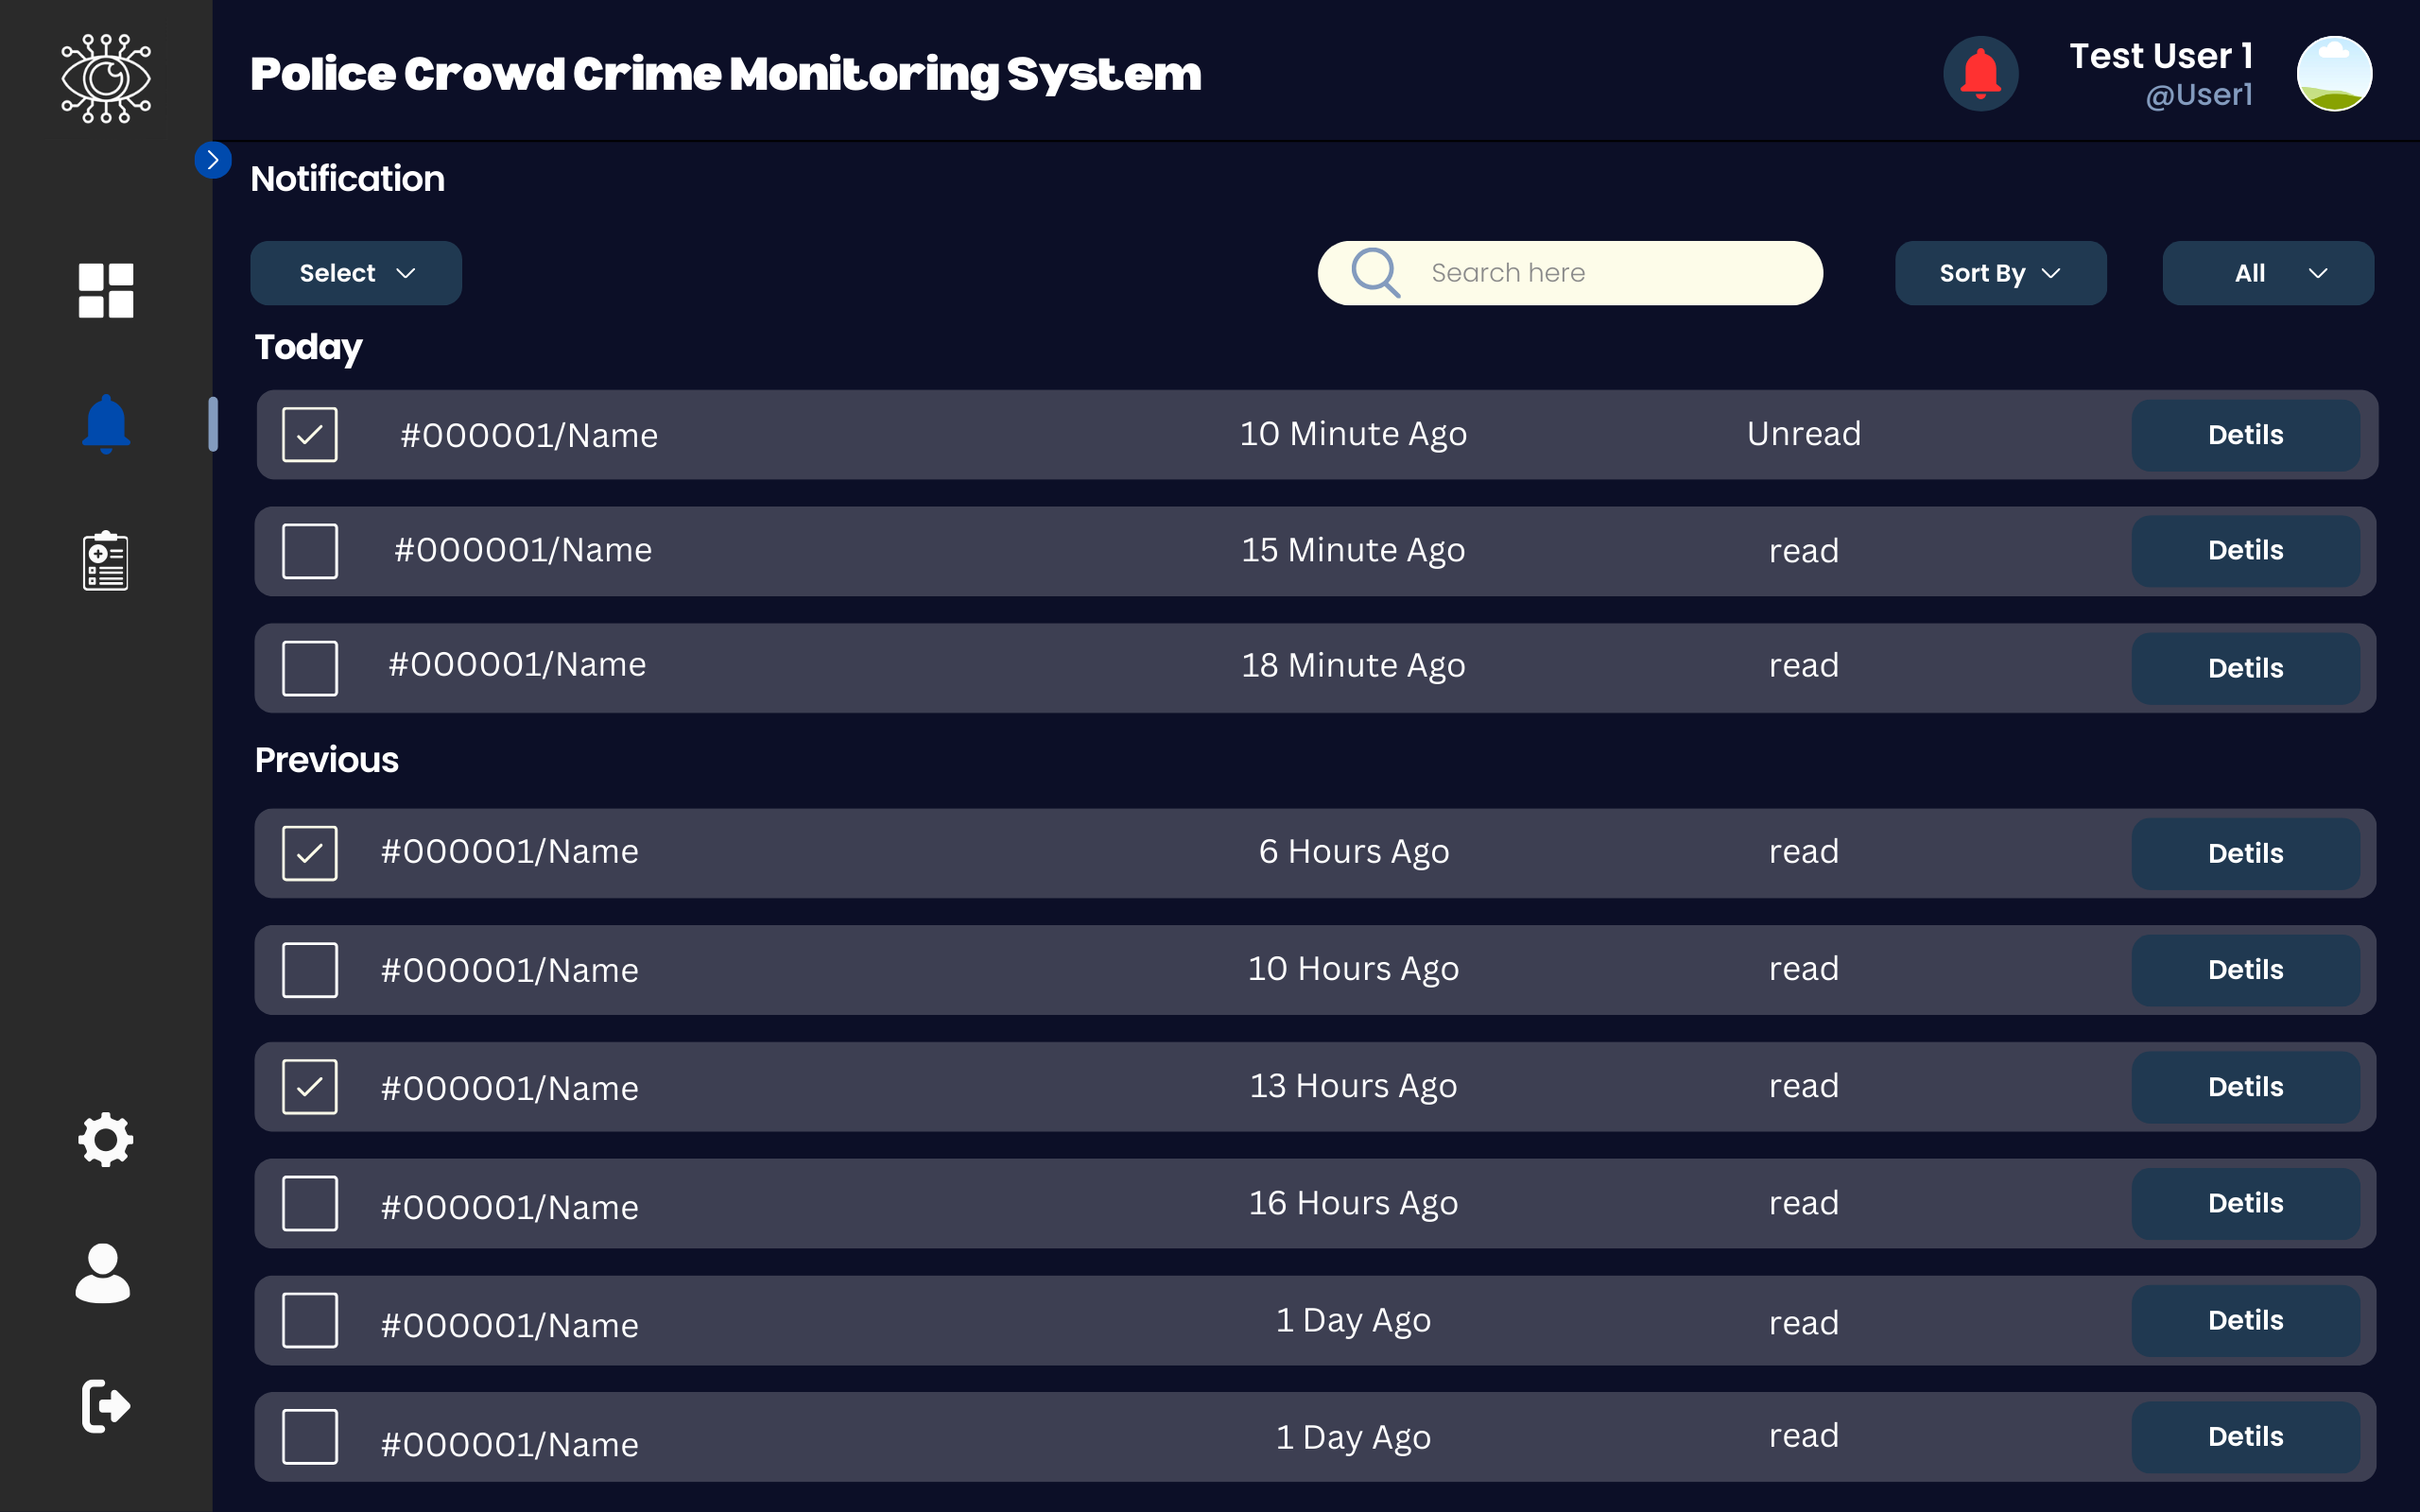 Police Crowd Crime Monitoring System
Test User 1
@User1
Notification
Select
Search here
Sort By
All
Today
#000001/Name 10 Minute Ago Unread Detils
#000001/Name 15 Minute Ago read Detils
#000001/Name 18 Minute Ago read Detils
Previous
#000001/Name 6 Hours Ago read Detils
#000001/Name 10 Hours Ago read Detils
#000001/Name 13 Hours Ago read Detils
#000001/Name 16 Hours Ago read Detils
#000001/Name 1 Day Ago read Detils
#000001/Name 1 Day Ago read Detils